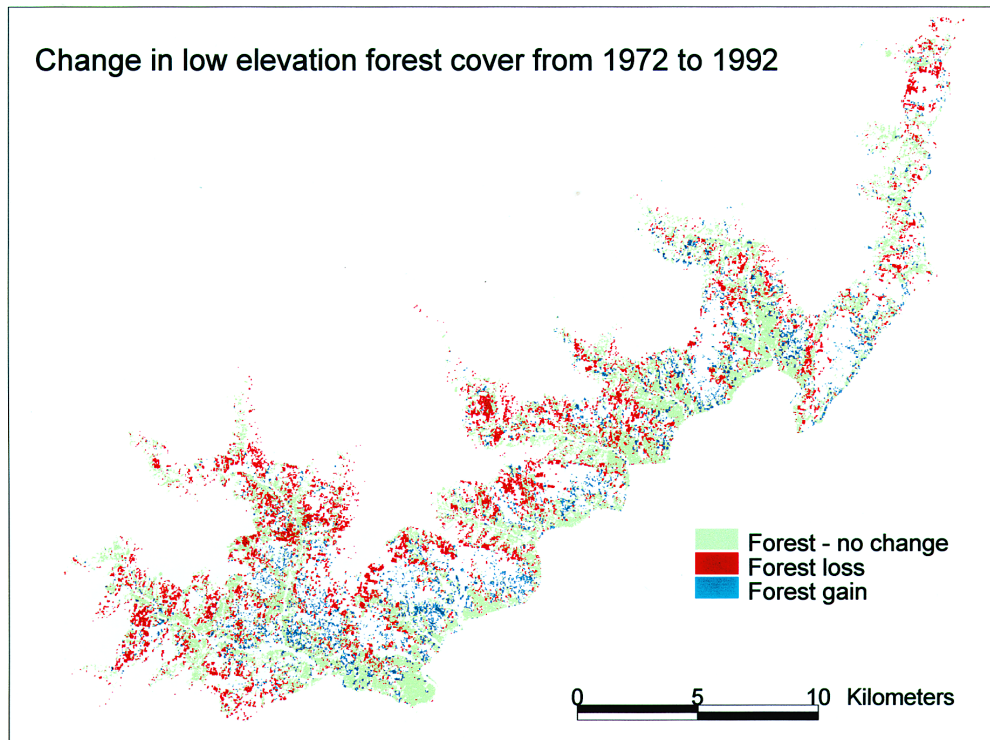 Change in low elevation forest cover from 1972 to 1992
Forest - no change
Forest loss
Forest gain
0 5 10 Kilometers